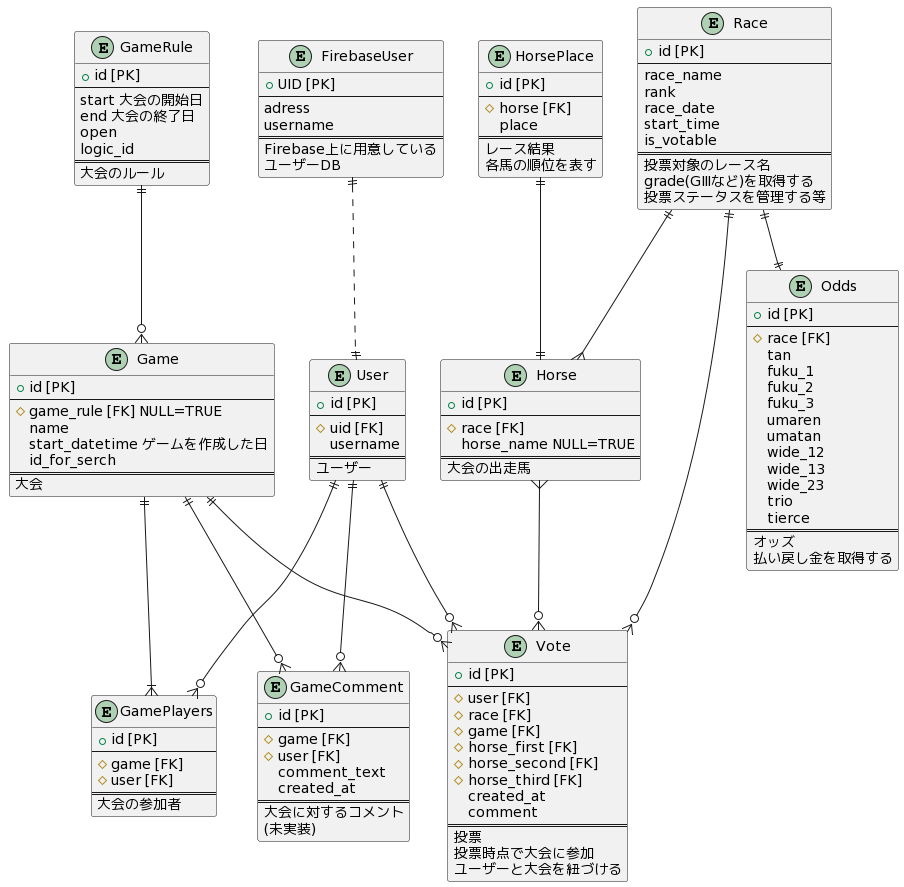 E GameRule
id [PK]
start 大会の開始日
end 大会の終了日
open
logic_id
大会のルール
E FirebaseUser
UID [PK]
adress
username
Firebase上に用意している
ユーザーDB
E HorsePlace
id [PK]
horse [FK]
place
レース結果
各馬の順位を表す
E Race
id [PK]
race_name
rank
race_date
start_time
is_votable
投票対象のレース名
grade(GⅢなど)を取得する
投票ステータスを管理する等
E Game
id [PK]
game_rule [FK] NULL=TRUE
name
start_datetime ゲームを作成した日
id_for_serch
大会
E User
id [PK]
uid [FK]
username
ユーザー
E Horse
id [PK]
race [FK]
horse_name NULL=TRUE
大会の出走馬
E Odds
id [PK]
race [FK]
tan
fuku_1
fuku_2
fuku_3
umaren
umatan
wide_12
wide_13
wide_23
trio
tierce
オッズ
払い戻し金を取得する
E GamePlayers
id [PK]
game [FK]
user [FK]
大会の参加者
E GameComment
id [PK]
game [FK]
user [FK]
comment_text
created_at
大会に対するコメント
(未実装)
E Vote
id [PK]
user [FK]
race [FK]
game [FK]
horse_first [FK]
horse_second [FK]
horse_third [FK]
created_at
comment
投票
投票時点で大会に参加
ユーザーと大会を紐づける